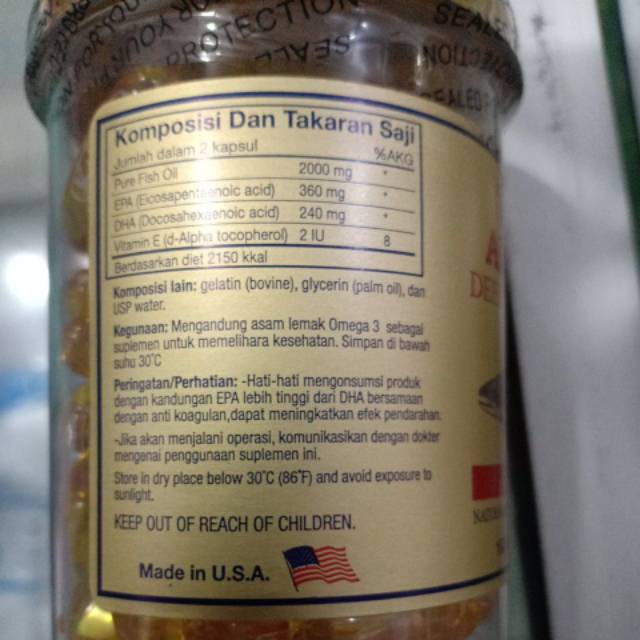 SEALED
PROTECTION
SEALED
Komposisi Dan Takaran Saji
Jumlah dalam 2 kapsul %AKG
Pure Fish Oil 2000 mg *
EPA (Eicosapentaenoic acid) 360 mg *
DHA (Docosahexaenoic acid) 240 mg *
Vitamin E (d-Alpha tocopherol) 2 IU 8
Berdasarkan diet 2150 kkal
Komposisi lain: gelatin (bovine), glycerin (palm oil), dan
USP water.
Kegunaan: Mengandung asam lemak Omega 3 sebagai
suplemen untuk memelihara kesehatan. Simpan di bawah
suhu 30°C
Peringatan/Perhatian: -Hati-hati mengonsumsi produk
dengan kandungan EPA lebih tinggi dari DHA bersamaan
dengan anti koagulan,dapat meningkatkan efek pendarahan.
-Jika akan menjalani operasi, komunikasikan dengan dokter
mengenai penggunaan suplemen ini.
Store in dry place below 30°C (86°F) and avoid exposure to
sunlight.
KEEP OUT OF REACH OF CHILDREN.
Made in U.S.A.